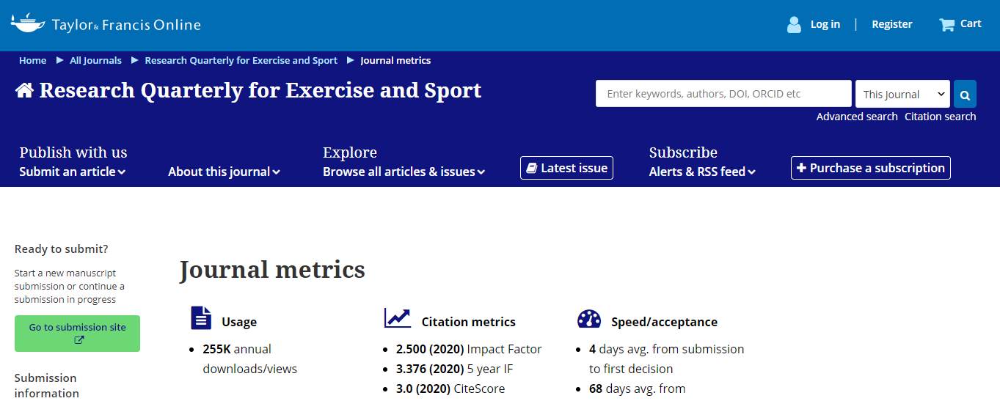 Taylor & Francis Online
Log in | Register Cart
Home All Journals Research Quarterly for Exercise and Sport Journal metrics
Research Quarterly for Exercise and Sport
Enter keywords, authors, DOI, ORCID etc
This Journal
Advanced search Citation search
Publish with us
Submit an article
About this journal
Explore
Browse all articles & issues
Latest issue
Subscribe
Alerts & RSS feed
+ Purchase a subscription
Ready to submit?
Start a new manuscript
submission or continue a
submission in progress
Go to submission site
Submission
information
Journal metrics
Usage
• 255K annual
downloads/views
Citation metrics
• 2.500 (2020) Impact Factor
• 3.376 (2020) 5 year IF
• 3.0 (2020) CiteScore
Speed/acceptance
• 4 days avg. from submission
to first decision
• 68 days avg. from